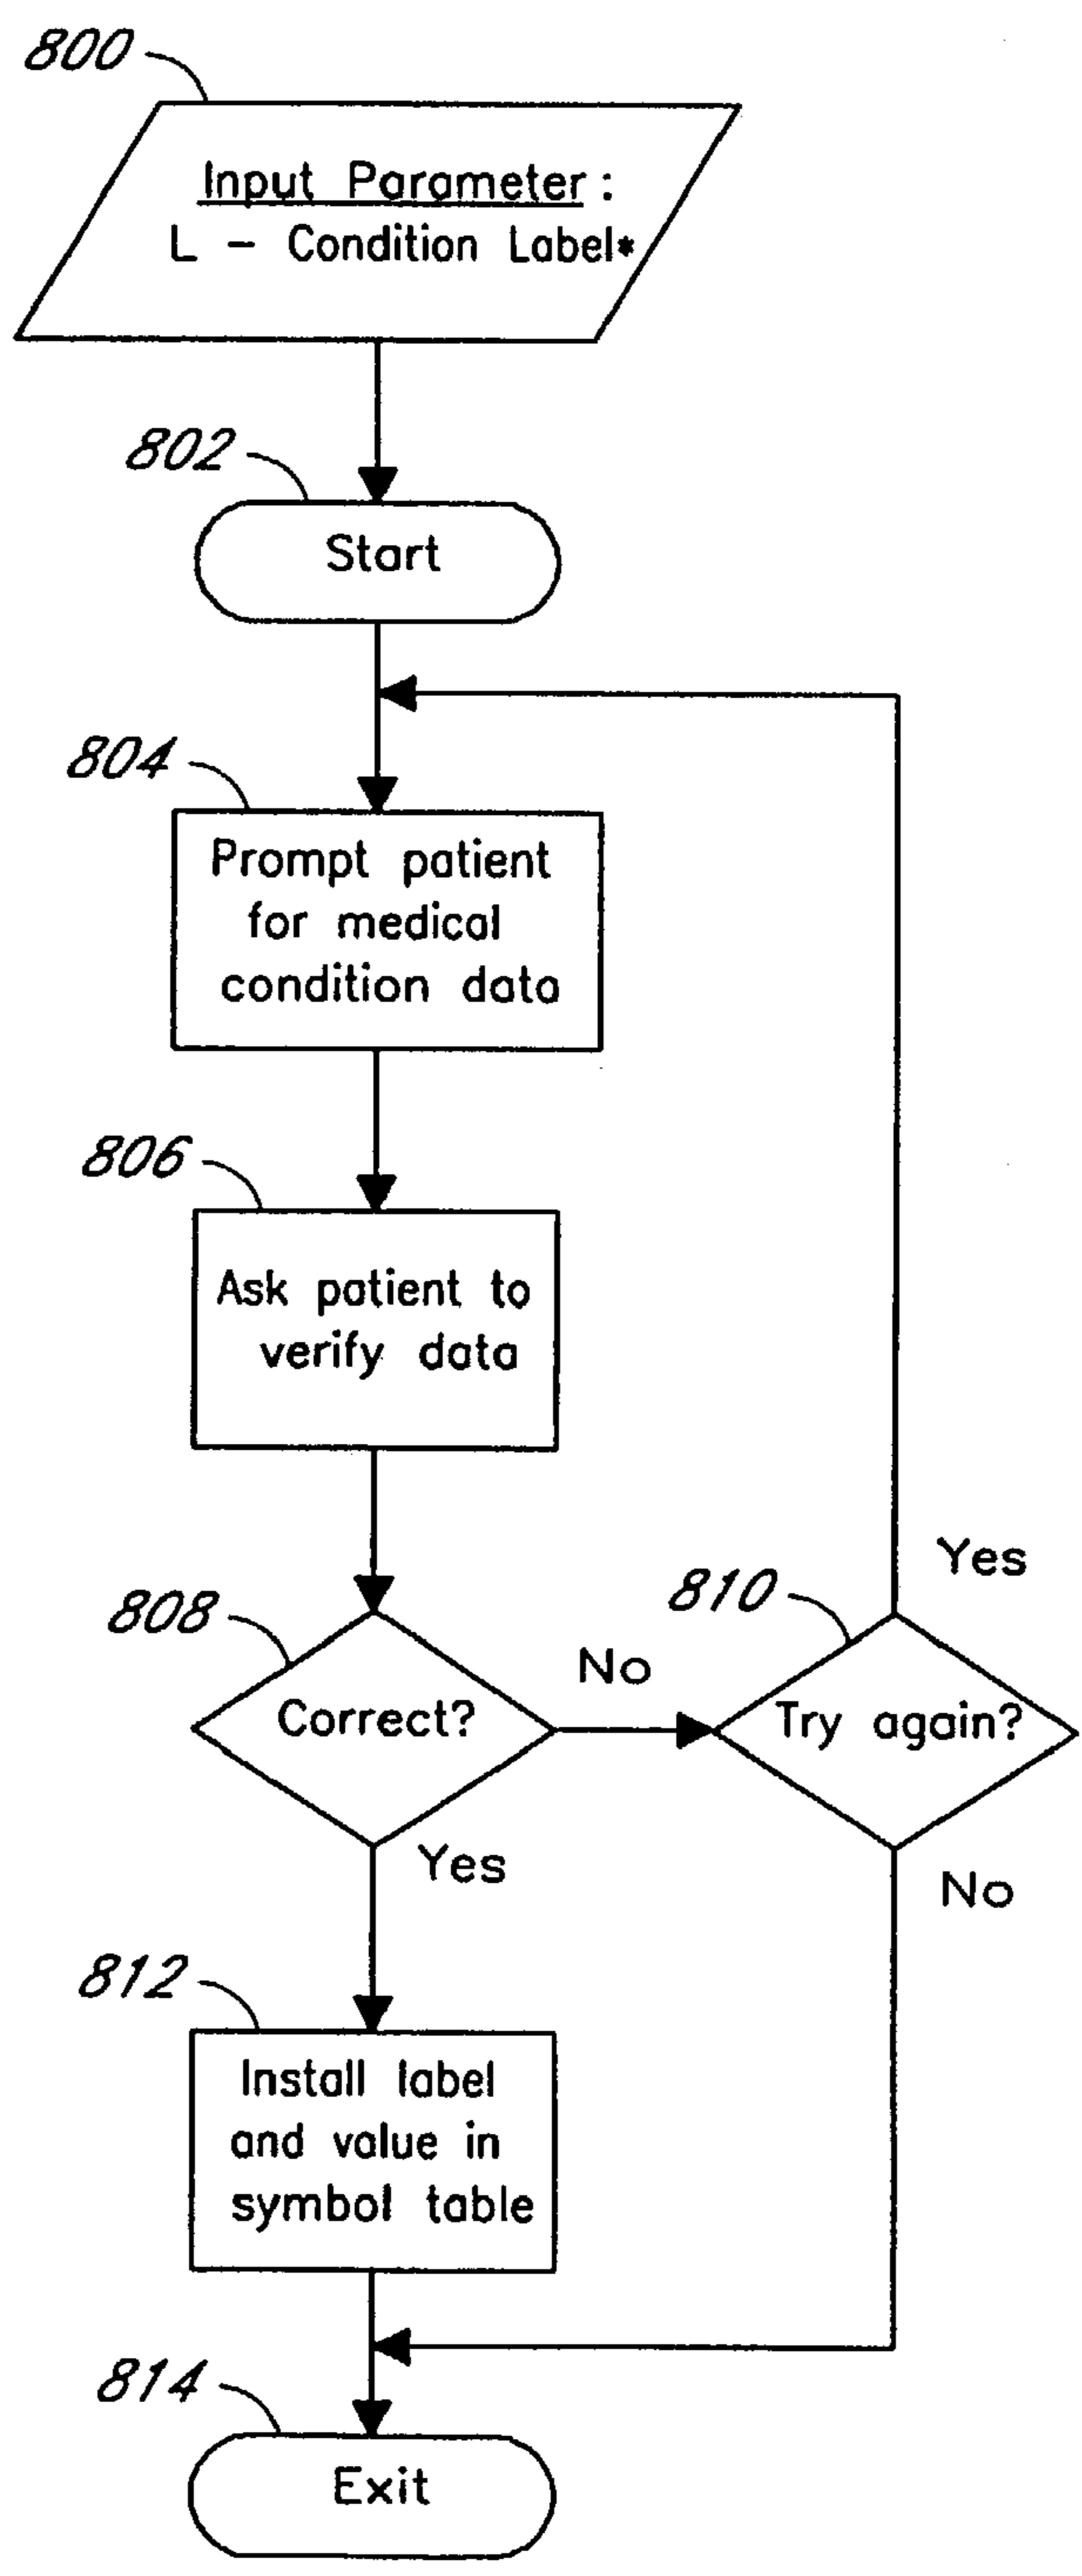 800
Input Parameter :
L - Condition Label*
802
Start
804
Prompt patient
for medical
condition data
806
Ask patient to
verify data
808
Correct?
No
810
Try again?
Yes
Yes
No
812
Install label
and value in
symbol table
814
Exit